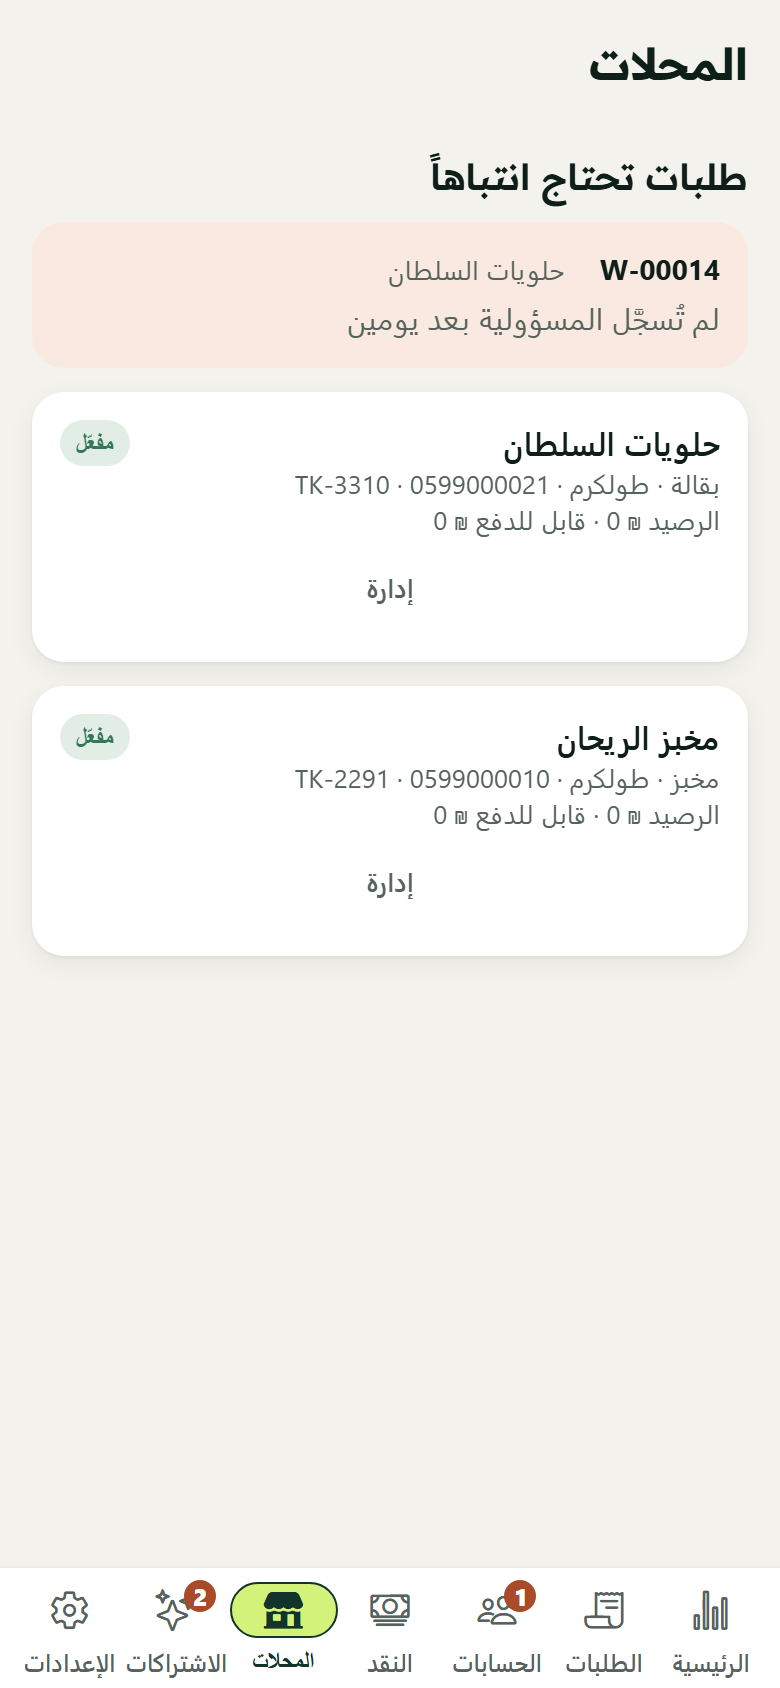 المحلات
طلبات تحتاج انتباهاً
W-00014 حلويات السلطان
لم تُسجَّل المسؤولية بعد يومين
حلويات السلطان
مفعّل
بقالة · طولكرم · 0599000021 · TK-3310
الرصيد ₪ 0 · قابل للدفع ₪ 0
إدارة
مخبز الريحان
مفعّل
مخبز · طولكرم · 0599000010 · TK-2291
الرصيد ₪ 0 · قابل للدفع ₪ 0
إدارة
1 2
الرئيسية الطلبات الحسابات النقد المحلات الاشتراكات الإعدادات